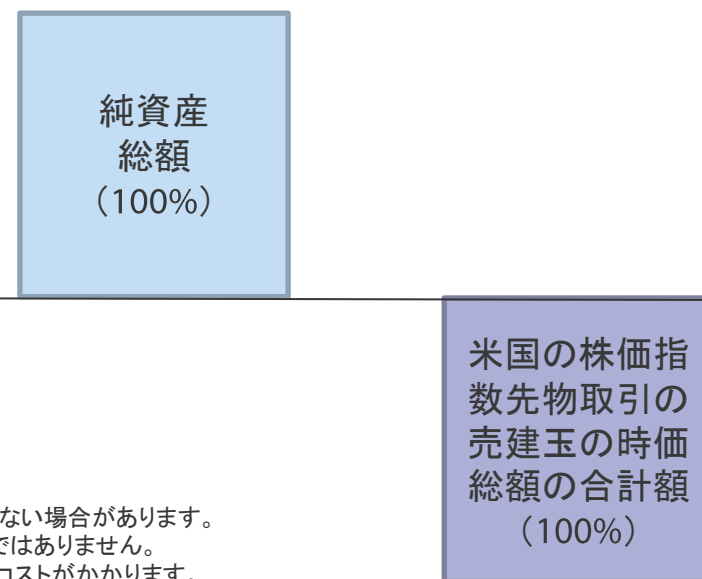 純資産
総額
（100%）
米国の株価指
数先物取引の
売建玉の時価
総額の合計額
（100%）
ない場合があります。
ではありません。
コストがかかります。